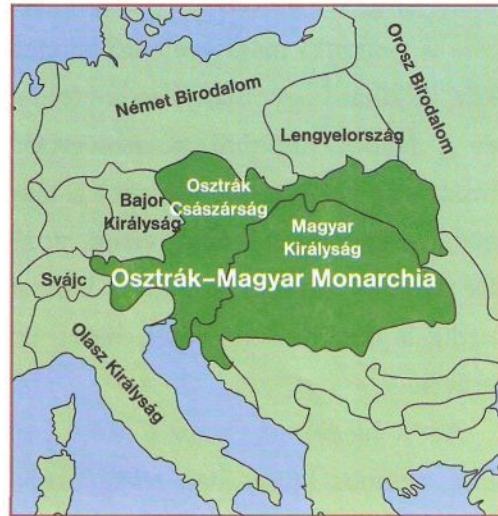 Német Birodalom
Orosz Birodalom
Lengyelország
Osztrák
Császárság
Bajor
Királyság
Magyar
Királyság
Svájc
Osztrák–Magyar Monarchia
Olasz Királyság